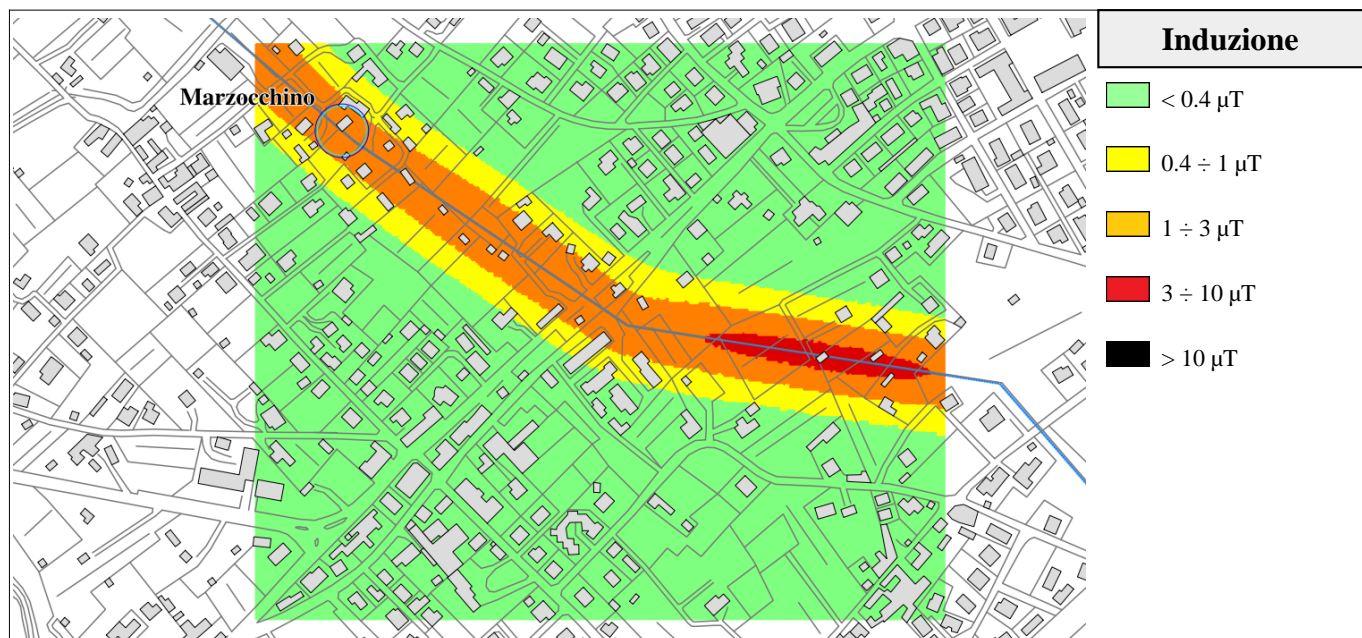 Induzione
Marzocchino
< 0.4 µT
0.4 ÷ 1 µT
1 ÷ 3 µT
3 ÷ 10 µT
> 10 µT